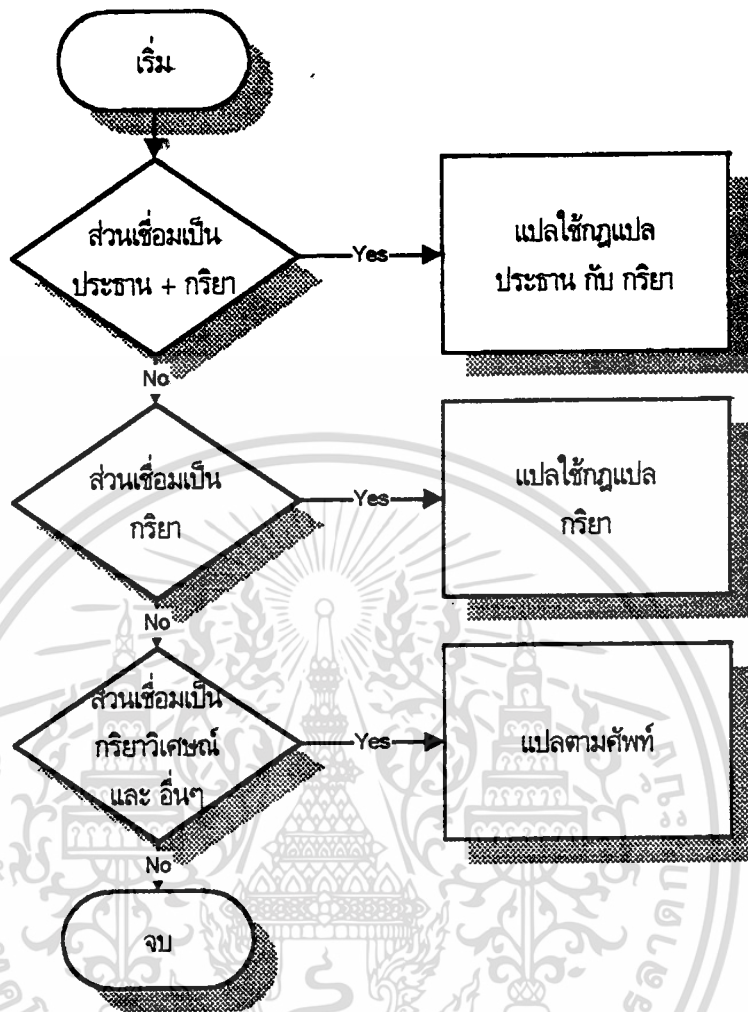 เริ่ม
ส่วนเชื่อมเป็น
ประธาน + กริยา
Yes
แปลใช้กฎแปล
ประธาน กับ กริยา
No
ส่วนเชื่อมเป็น
กริยา
Yes
แปลใช้กฎแปล
กริยา
No
ส่วนเชื่อมเป็น
กริยาวิเศษณ์
และ อื่นๆ
Yes
แปลตามศัพท์
No
จบ